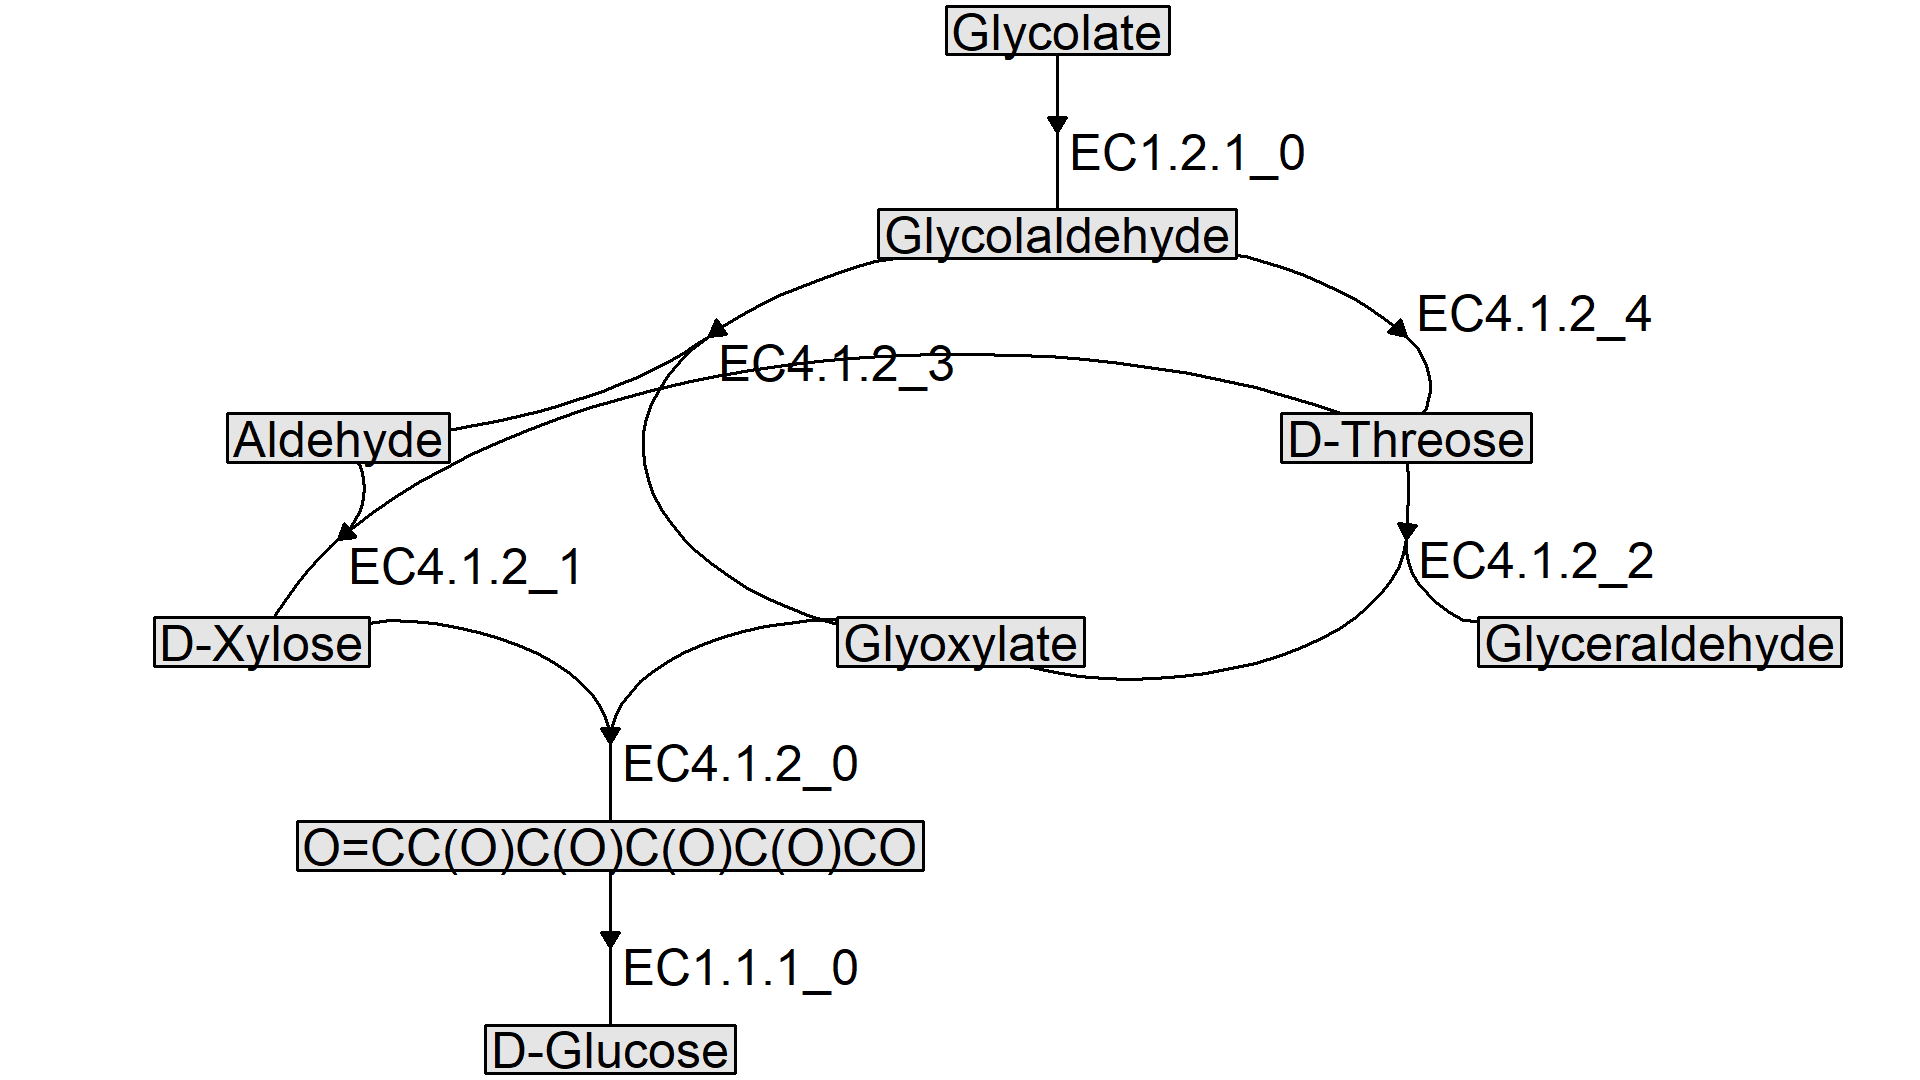 Glycolate
EC1.2.1_0
Glycolaldehyde
EC4.1.2_4
EC4.1.2_3
Aldehyde
D-Threose
EC4.1.2_1
EC4.1.2_2
D-Xylose
Glyoxylate
Glyceraldehyde
EC4.1.2_0
O=CC(O)C(O)C(O)C(O)CO
EC1.1.1_0
D-Glucose